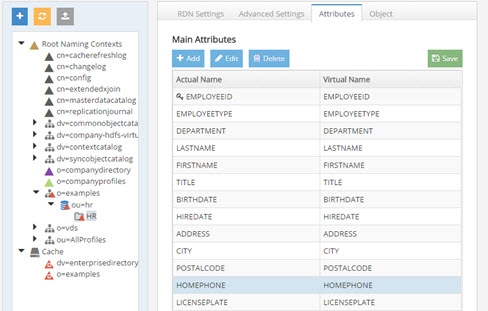 Root Naming Contexts
cn=cacherefreshlog
cn=changelog
cn=config
cn=extendedxjoin
cn=masterdatacatalog
cn=replicationjournal
dv=commonobjectcata
dv=company-hdfs-virtu
dv=contextcatalog
dv=syncobjectcatalog
o=companydirectory
o=companyprofiles
o=examples
ou=hr
HR
o=vds
ou=AllProfiles
Cache
dv=enterprisedirectory
o=examples
RDN Settings Advanced Settings Attributes Object
Main Attributes
Add Edit Delete Save
Actual Name Virtual Name
EMPLOYEEID EMPLOYEEID
EMPLOYEETYPE EMPLOYEETYPE
DEPARTMENT DEPARTMENT
LASTNAME LASTNAME
FIRSTNAME FIRSTNAME
TITLE TITLE
BIRTHDATE BIRTHDATE
HIREDATE HIREDATE
ADDRESS ADDRESS
CITY CITY
POSTALCODE POSTALCODE
HOMEPHONE HOMEPHONE
LICENSEPLATE LICENSEPLATE